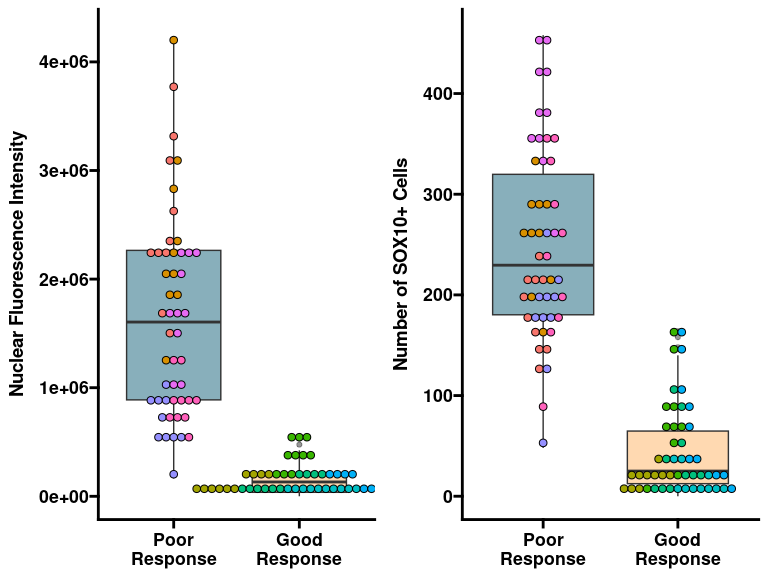 Nuclear Fluorescence Intensity
4e+06
3e+06
2e+06
1e+06
0e+00
Poor
Response
Good
Response
Number of SOX10+ Cells
400
300
200
100
0
Poor
Response
Good
Response